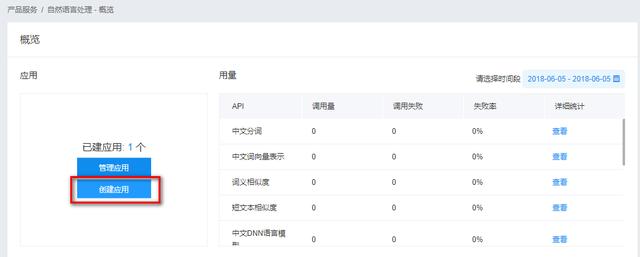 产品服务 / 自然语言处理 - 概览
概览
应用
用量
请选择时间段 2018-06-05 - 2018-06-05
已建应用: 1 个
管理应用
创建应用
API 调用量 调用失败 失败率 详细统计
中文分词 0 0 0% 查看
中文词向量表示 0 0 0% 查看
词义相似度 0 0 0% 查看
短文本相似度 0 0 0% 查看
中文DNN语言模 0 0 0% 查看
型